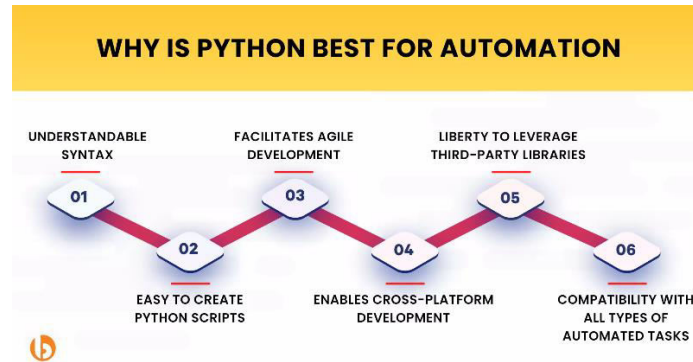 WHY IS PYTHON BEST FOR AUTOMATION
UNDERSTANDABLE
SYNTAX
01
02
EASY TO CREATE
PYTHON SCRIPTS
FACILITATES AGILE
DEVELOPMENT
03
04
ENABLES CROSS-PLATFORM
DEVELOPMENT
LIBERTY TO LEVERAGE
THIRD-PARTY LIBRARIES
05
06
COMPATIBILITY WITH
ALL TYPES OF
AUTOMATED TASKS
b